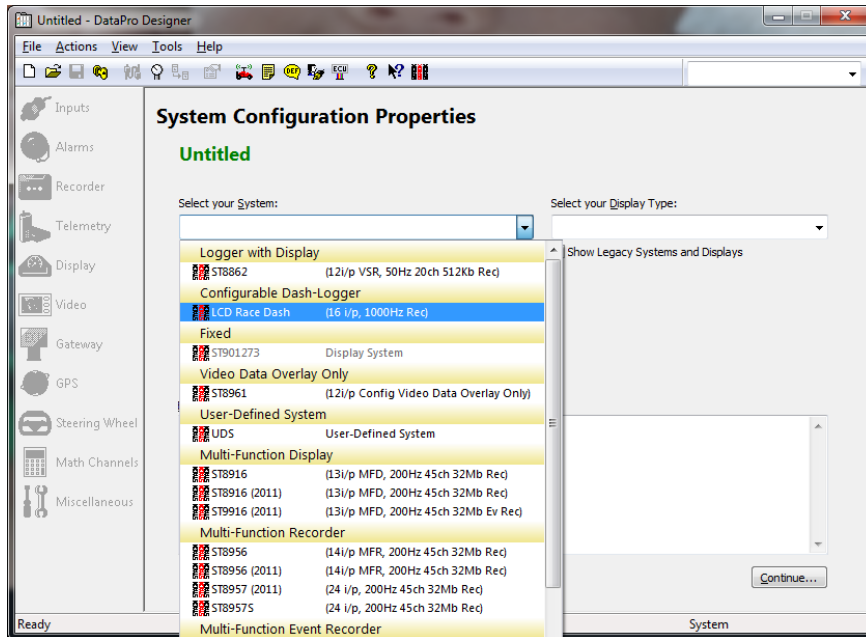 Untitled - DataPro Designer
File Actions View Tools Help
DEF ECU
Inputs
Alarms
Recorder
Telemetry
Display
Video
Gateway
GPS
Steering Wheel
Math Channels
Miscellaneous
System Configuration Properties
Untitled
Select your System:
Select your Display Type:
Show Legacy Systems and Displays
Logger with Display
ST8862 (12i/p VSR, 50Hz 20ch 512Kb Rec)
Configurable Dash-Logger
LCD Race Dash (16 i/p, 1000Hz Rec)
Fixed
ST901273 Display System
Video Data Overlay Only
ST8961 (12i/p Config Video Data Overlay Only)
User-Defined System
UDS User-Defined System
Multi-Function Display
ST8916 (13i/p MFD, 200Hz 45ch 32Mb Rec)
ST8916 (2011) (13i/p MFD, 200Hz 45ch 32Mb Rec)
ST9916 (2011) (13i/p MFD, 200Hz 45ch 32Mb Ev Rec)
Multi-Function Recorder
ST8956 (14i/p MFR, 200Hz 45ch 32Mb Rec)
ST8956 (2011) (14i/p MFR, 200Hz 45ch 32Mb Rec)
ST8957 (2011) (24 i/p, 200Hz 45ch 32Mb Rec)
ST8957S (24 i/p, 200Hz 45ch 32Mb Rec)
Multi-Function Event Recorder
Continue...
Ready
System